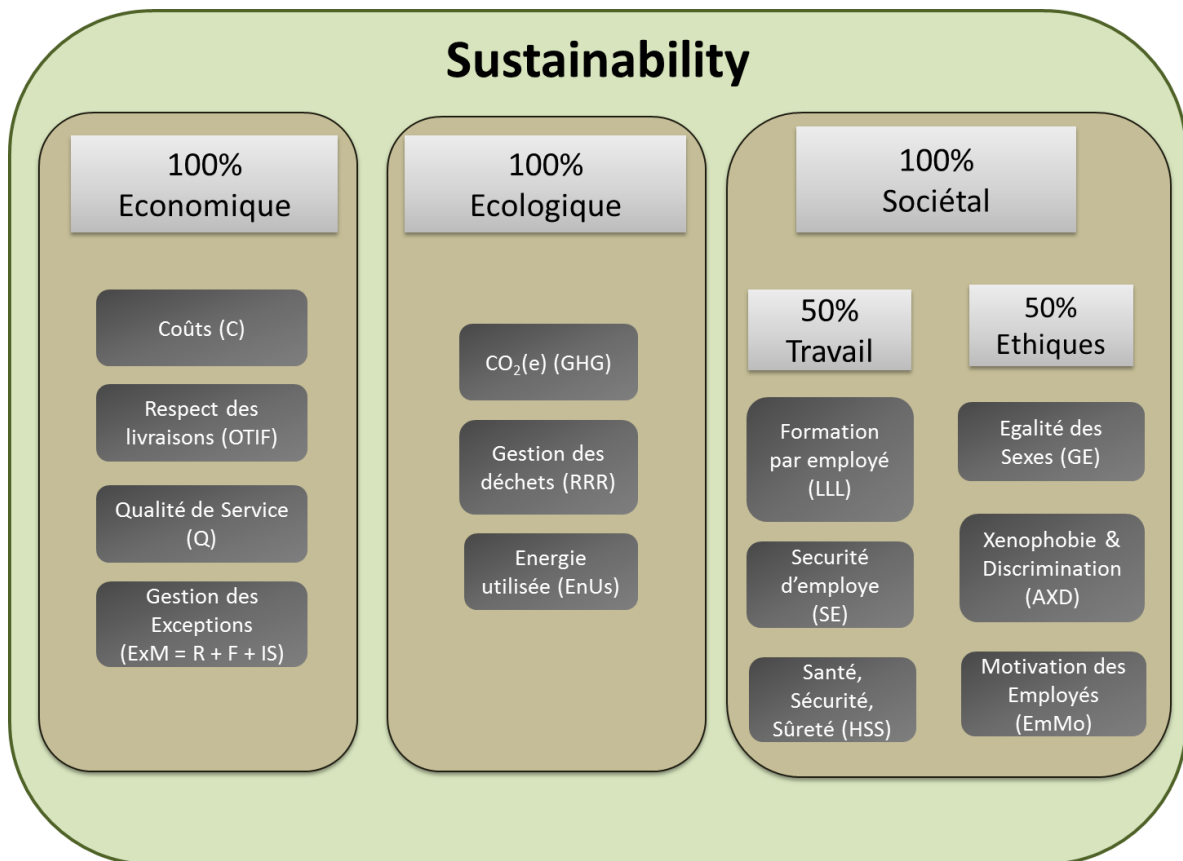 Sustainability
100%
Economique
Coûts (C)
Respect des
livraisons (OTIF)
Qualité de Service
(Q)
Gestion des
Exceptions
(ExM = R + F + IS)
100%
Ecologique
CO₂(e) (GHG)
Gestion des
déchets (RRR)
Energie
utilisée (EnUs)
100%
Sociétal
50%
Travail
Formation
par employé
(LLL)
Securité
d’employe
(SE)
Santé,
Sécurité,
Sûreté (HSS)
50%
Ethiques
Egalité des
Sexes (GE)
Xenophobie &
Discrimination
(AXD)
Motivation des
Employés
(EmMo)